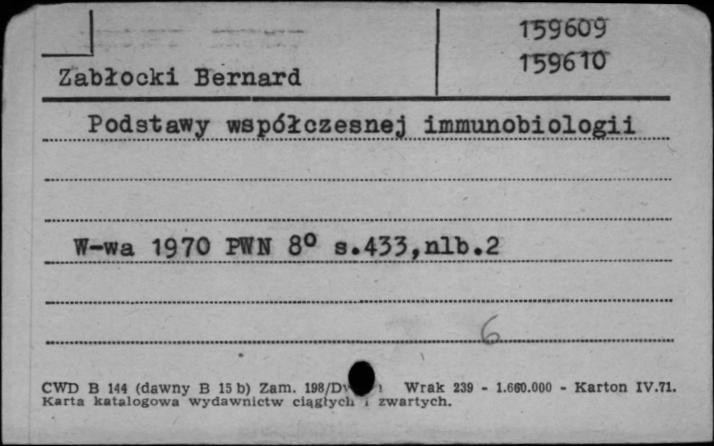 159609
159610
Zabłocki Bernard
Podstawy współczesnej immunobiologii
W-wa 1970 PWN 8° s.433,nlb.2
6
CWD B 144 (dawny B 15 b) Zam. 198/ Wrak 239 - 1.660.000 - Karton IV.71.
Karta katalogowa wydawnictw ciągłych i zwartych.